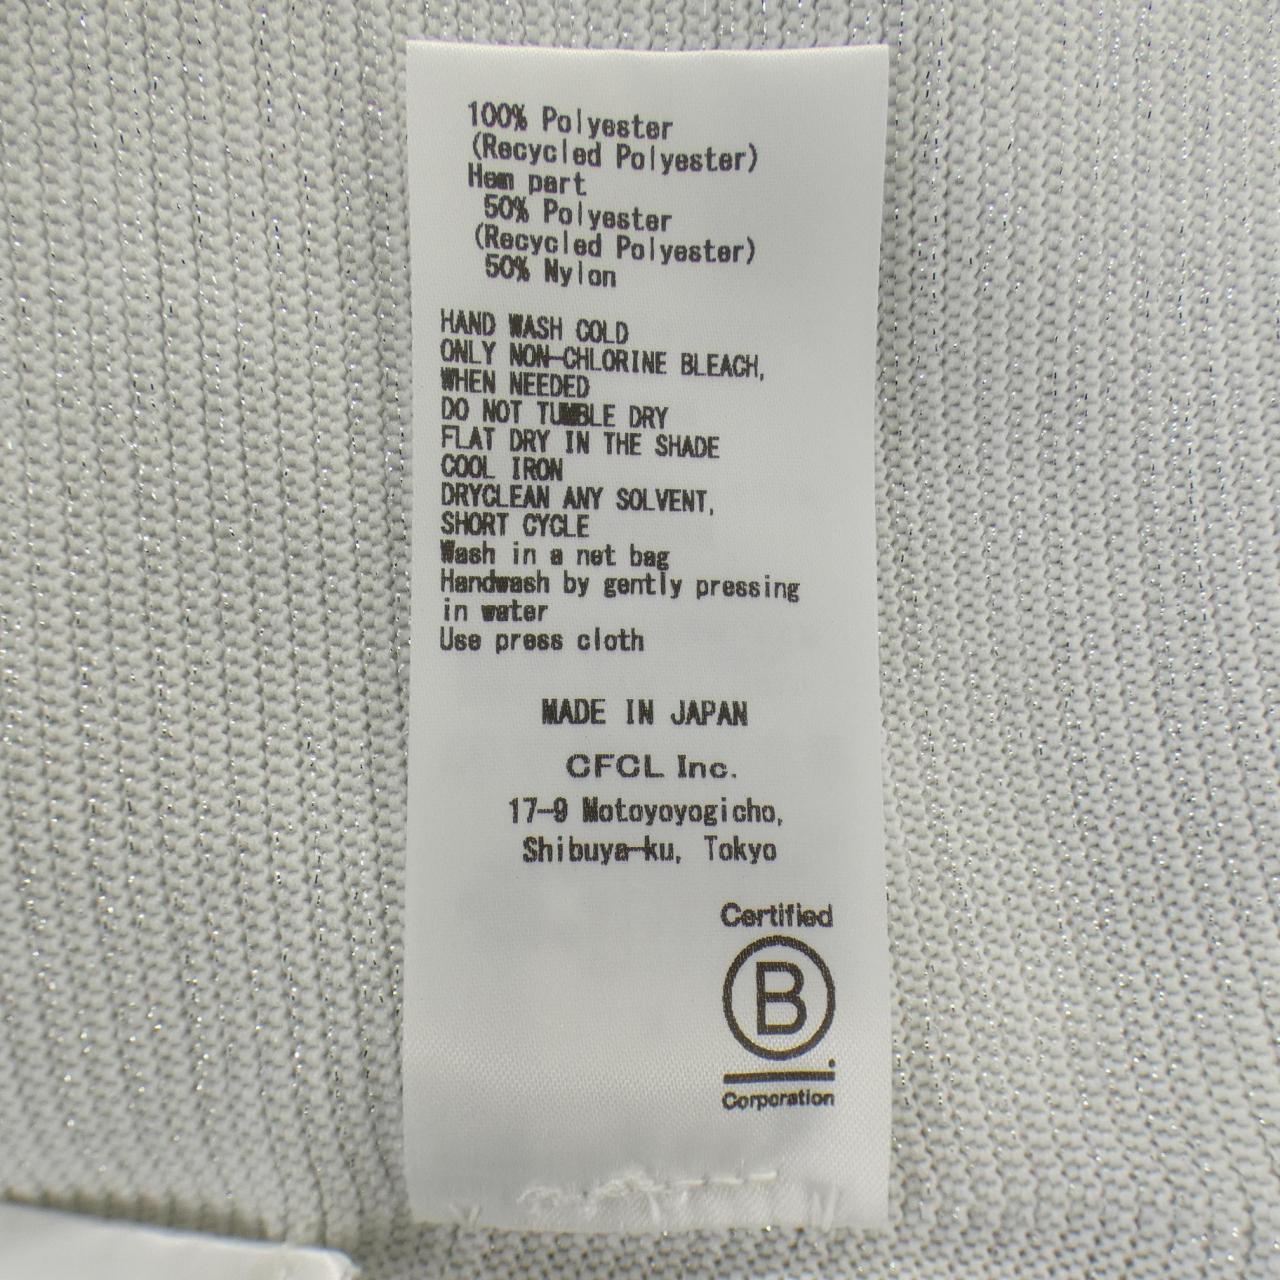 100% Polyester
(Recycled Polyester)
Hem part
50% Polyester
(Recycled Polyester)
50% Nylon
HAND WASH COLD
ONLY NON-CHLORINE BLEACH,
WHEN NEEDED
DO NOT TUMBLE DRY
FLAT DRY IN THE SHADE
COOL IRON
DRYCLEAN ANY SOLVENT,
SHORT CYCLE
Wash in a net bag
Handwash by gently pressing
in water
Use press cloth
MADE IN JAPAN
CFCL Inc.
17-9 Motoyoyogicho,
Shibuya-ku, Tokyo
Certified
B
Corporation